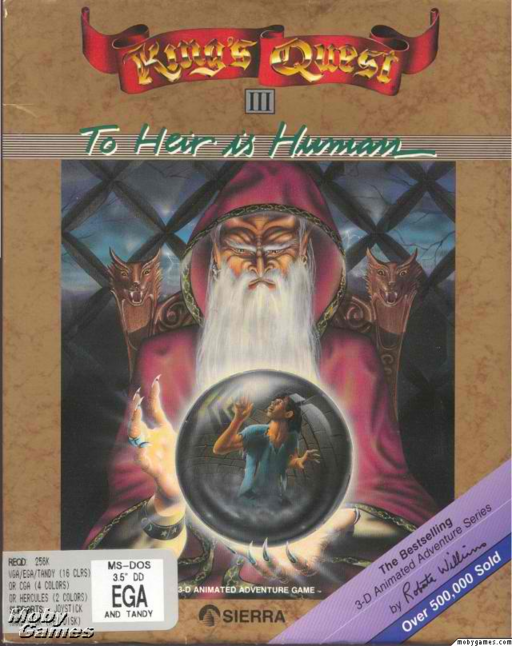 King's Quest
III
To Heir is Human
The Bestselling
3-D Animated Adventure Series
by Roberta Williams
Over 500,000 Sold
REQD: 256K
VGA/EGA/TANDY (16 CLRS)
OR CGA (4 COLORS)
OR HERCULES (2 COLORS)
JOYSTICK
MS-DOS
3.5" DD
EGA
AND TANDY
3-D ANIMATED ADVENTURE GAME
SIERRA
Moby
Games
mobygames.com